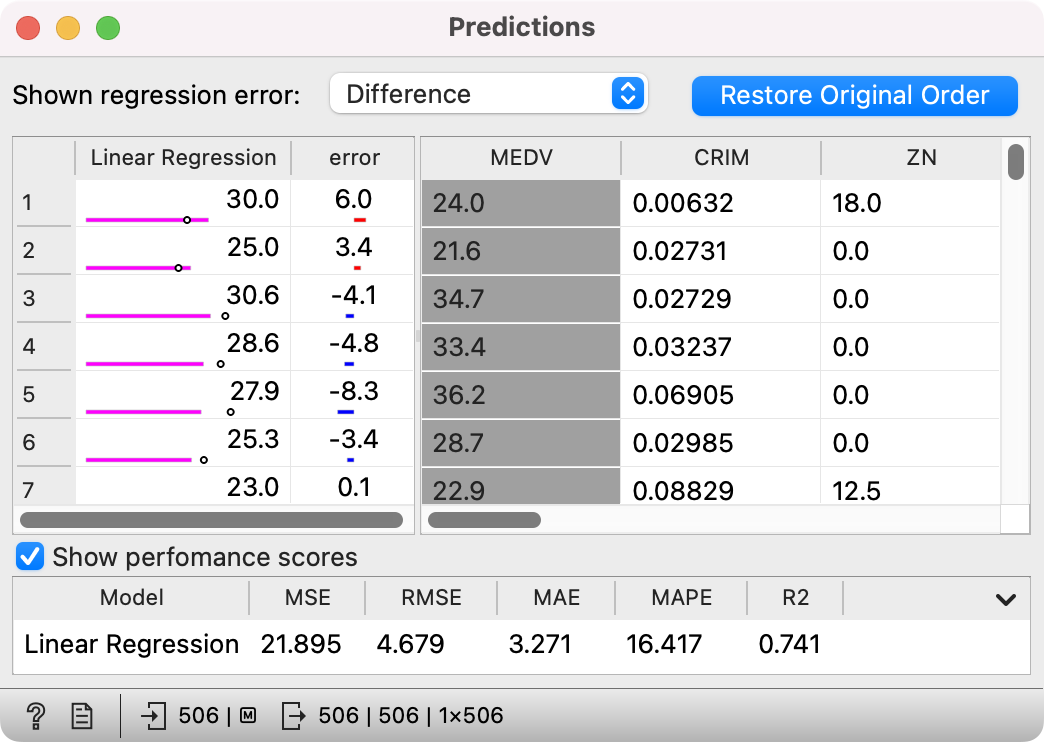 Predictions
Shown regression error: Difference Restore Original Order
Linear Regression error MEDV CRIM ZN
1 30.0 6.0 24.0 0.00632 18.0
2 25.0 3.4 21.6 0.02731 0.0
3 30.6 -4.1 34.7 0.02729 0.0
4 28.6 -4.8 33.4 0.03237 0.0
5 27.9 -8.3 36.2 0.06905 0.0
6 25.3 -3.4 28.7 0.02985 0.0
7 23.0 0.1 22.9 0.08829 12.5
Show perfomance scores
Model MSE RMSE MAE MAPE R2
Linear Regression 21.895 4.679 3.271 16.417 0.741
? 506 | M 506 | 506 | 1×506